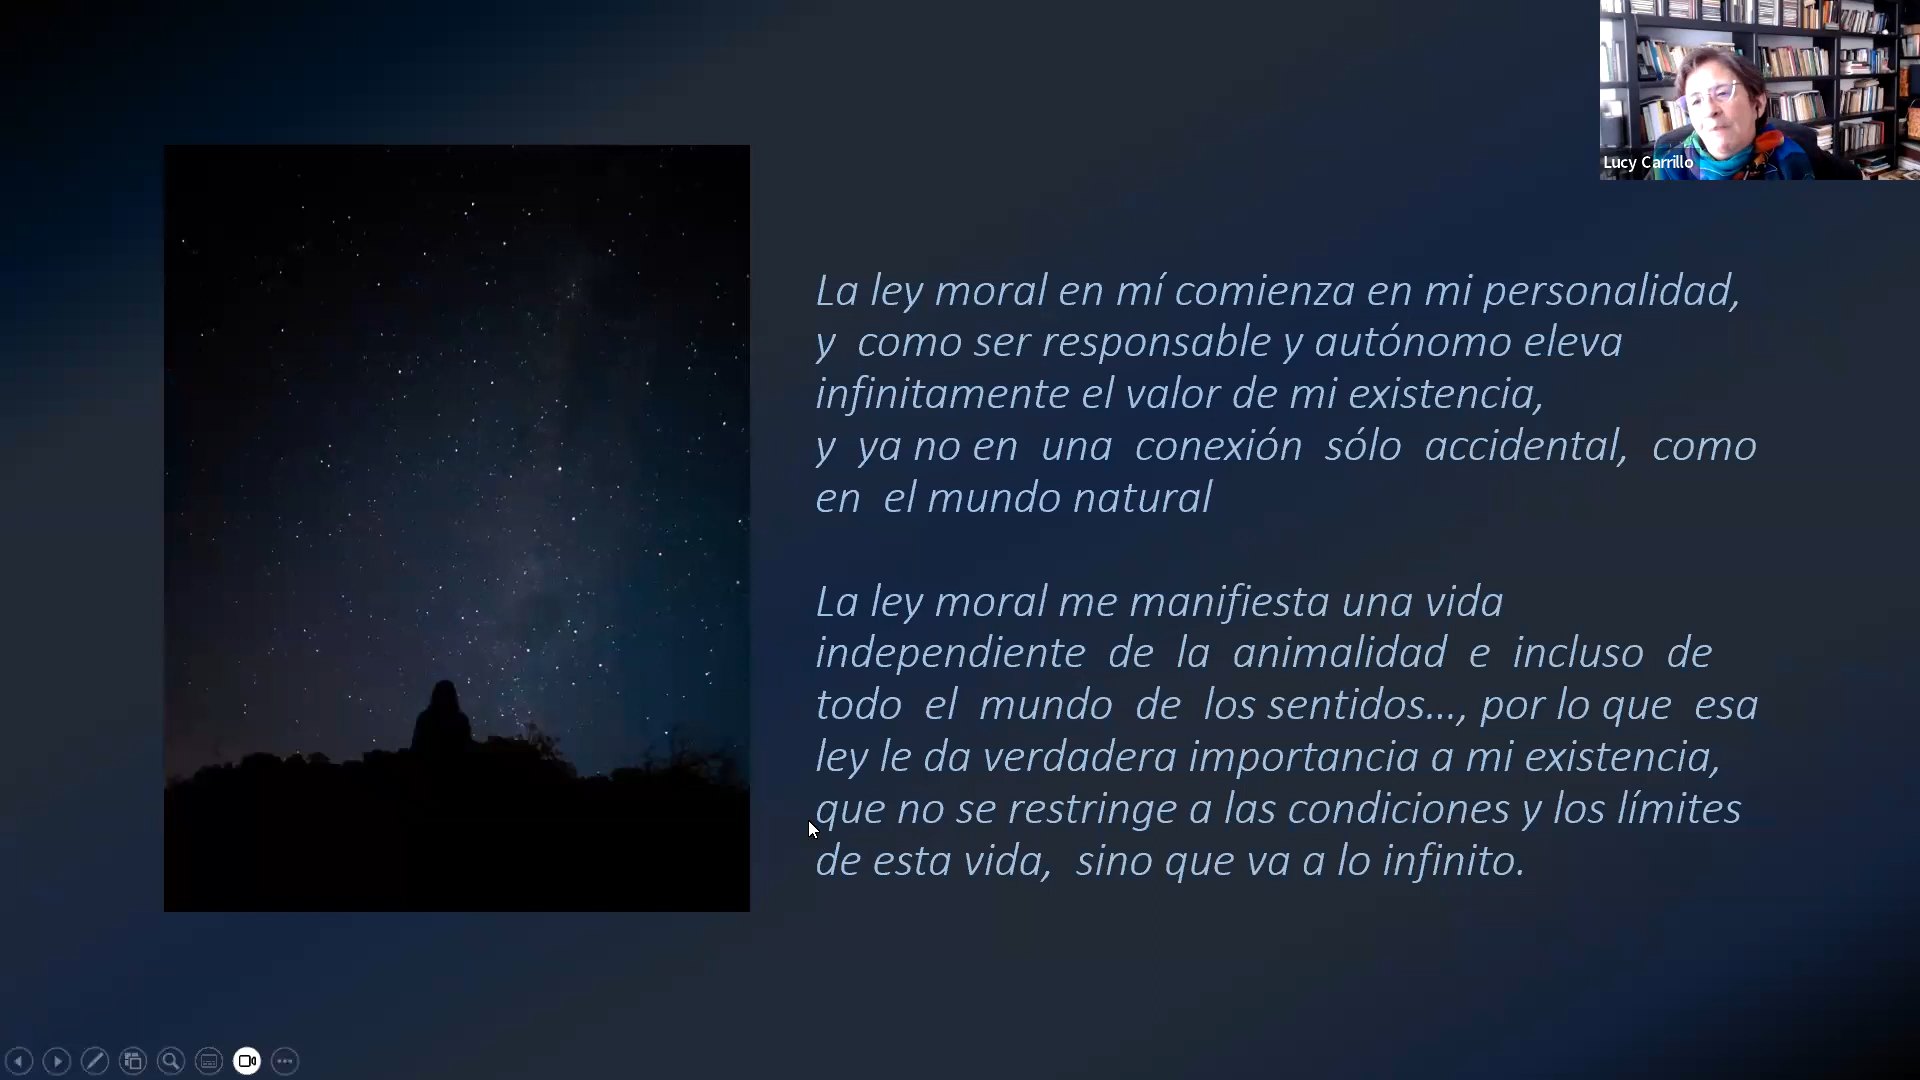 Lucy Carrillo
La ley moral en mí comienza en mi personalidad,
y como ser responsable y autónomo eleva
infinitamente el valor de mi existencia,
y ya no en una conexión sólo accidental, como
en el mundo natural
La ley moral me manifiesta una vida
independiente de la animalidad e incluso de
todo el mundo de los sentidos..., por lo que esa
ley le da verdadera importancia a mi existencia,
que no se restringe a las condiciones y los límites
de esta vida, sino que va a lo infinito.